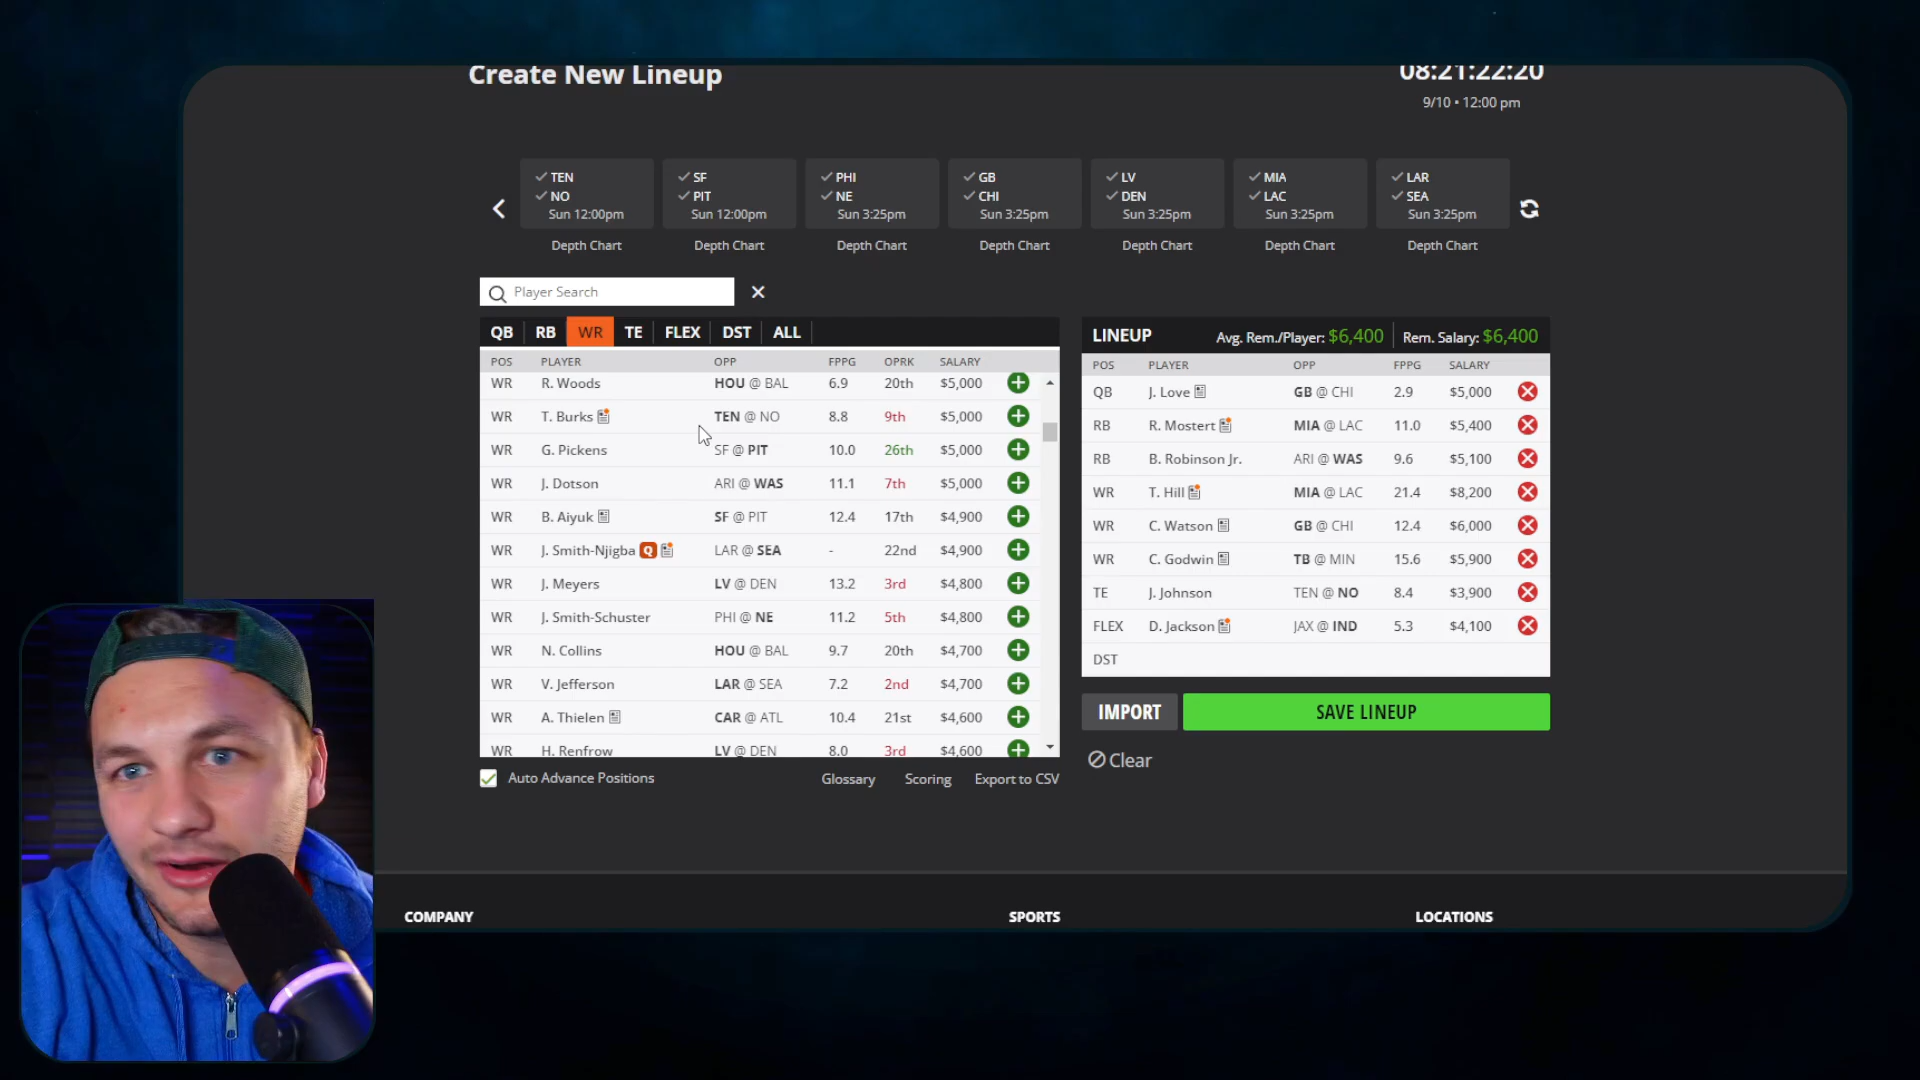 Create New Lineup
08:21:22:20
9/10 • 12:00 pm
TEN
NO
Sun 12:00pm
Depth Chart
SF
PIT
Sun 12:00pm
Depth Chart
PHI
NE
Sun 3:25pm
Depth Chart
GB
CHI
Sun 3:25pm
Depth Chart
LV
DEN
Sun 3:25pm
Depth Chart
MIA
LAC
Sun 3:25pm
Depth Chart
LAR
SEA
Sun 3:25pm
Depth Chart
Player Search
QB RB WR TE FLEX DST ALL
POS PLAYER OPP FPPG OPRK SALARY
WR R. Woods HOU @ BAL 6.9 20th $5,000
WR T. Burks TEN @ NO 8.8 9th $5,000
WR G. Pickens SF @ PIT 10.0 26th $5,000
WR J. Dotson ARI @ WAS 11.1 7th $5,000
WR B. Aiyuk SF @ PIT 12.4 17th $4,900
WR J. Smith-Njigba Q LAR @ SEA - 22nd $4,900
WR J. Meyers LV @ DEN 13.2 3rd $4,800
WR J. Smith-Schuster PHI @ NE 11.2 5th $4,800
WR N. Collins HOU @ BAL 9.7 20th $4,700
WR V. Jefferson LAR @ SEA 7.2 2nd $4,700
WR A. Thielen CAR @ ATL 10.4 21st $4,600
WR H. Renfrow LV @ DEN 8.0 3rd $4,600
Auto Advance Positions
Glossary Scoring Export to CSV
LINEUP Avg. Rem./Player: $6,400 Rem. Salary: $6,400
POS PLAYER OPP FPPG SALARY
QB J. Love GB @ CHI 2.9 $5,000
RB R. Mostert MIA @ LAC 11.0 $5,400
RB B. Robinson Jr. ARI @ WAS 9.6 $5,100
WR T. Hill MIA @ LAC 21.4 $8,200
WR C. Watson GB @ CHI 12.4 $6,000
WR C. Godwin TB @ MIN 15.6 $5,900
TE J. Johnson TEN @ NO 8.4 $3,900
FLEX D. Jackson JAX @ IND 5.3 $4,100
DST
IMPORT SAVE LINEUP
Clear
COMPANY SPORTS LOCATIONS